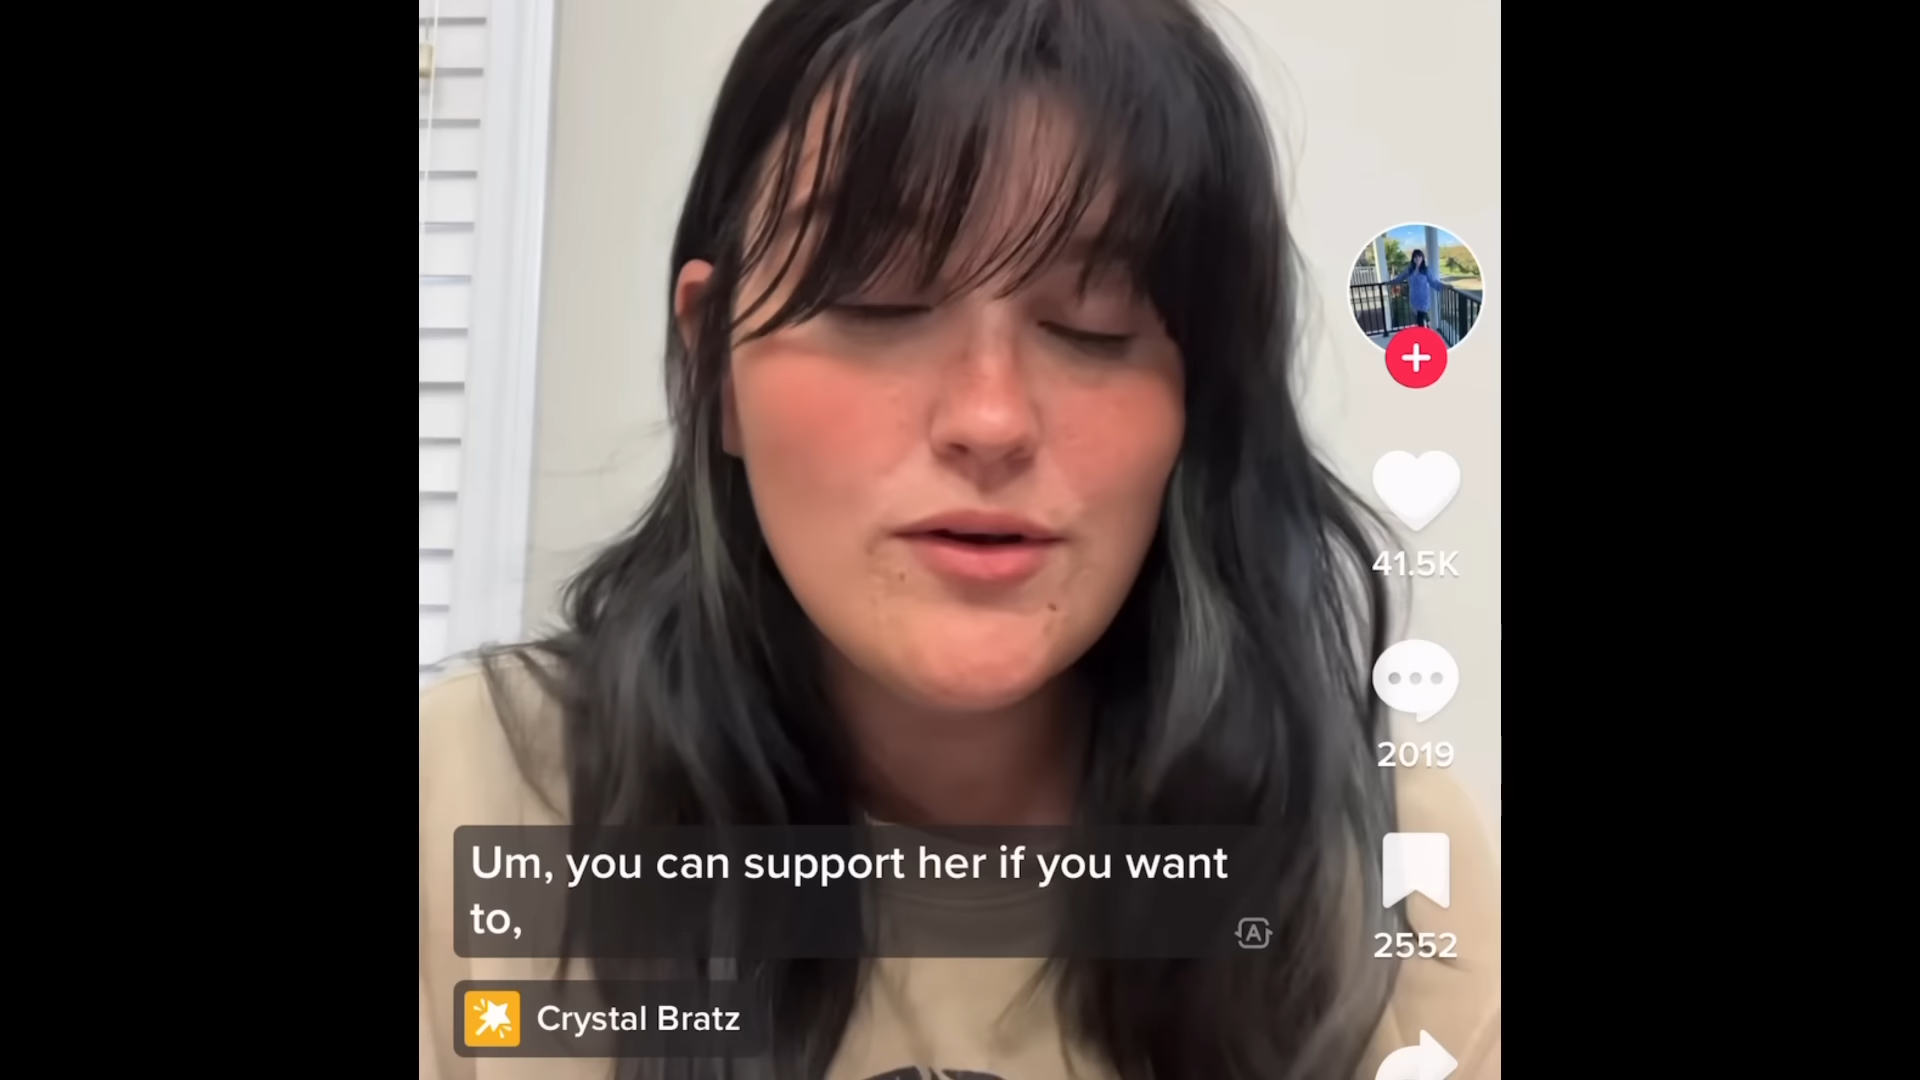 41.5K
2019
Um, you can support her if you want
to,
A
2552
Crystal Bratz